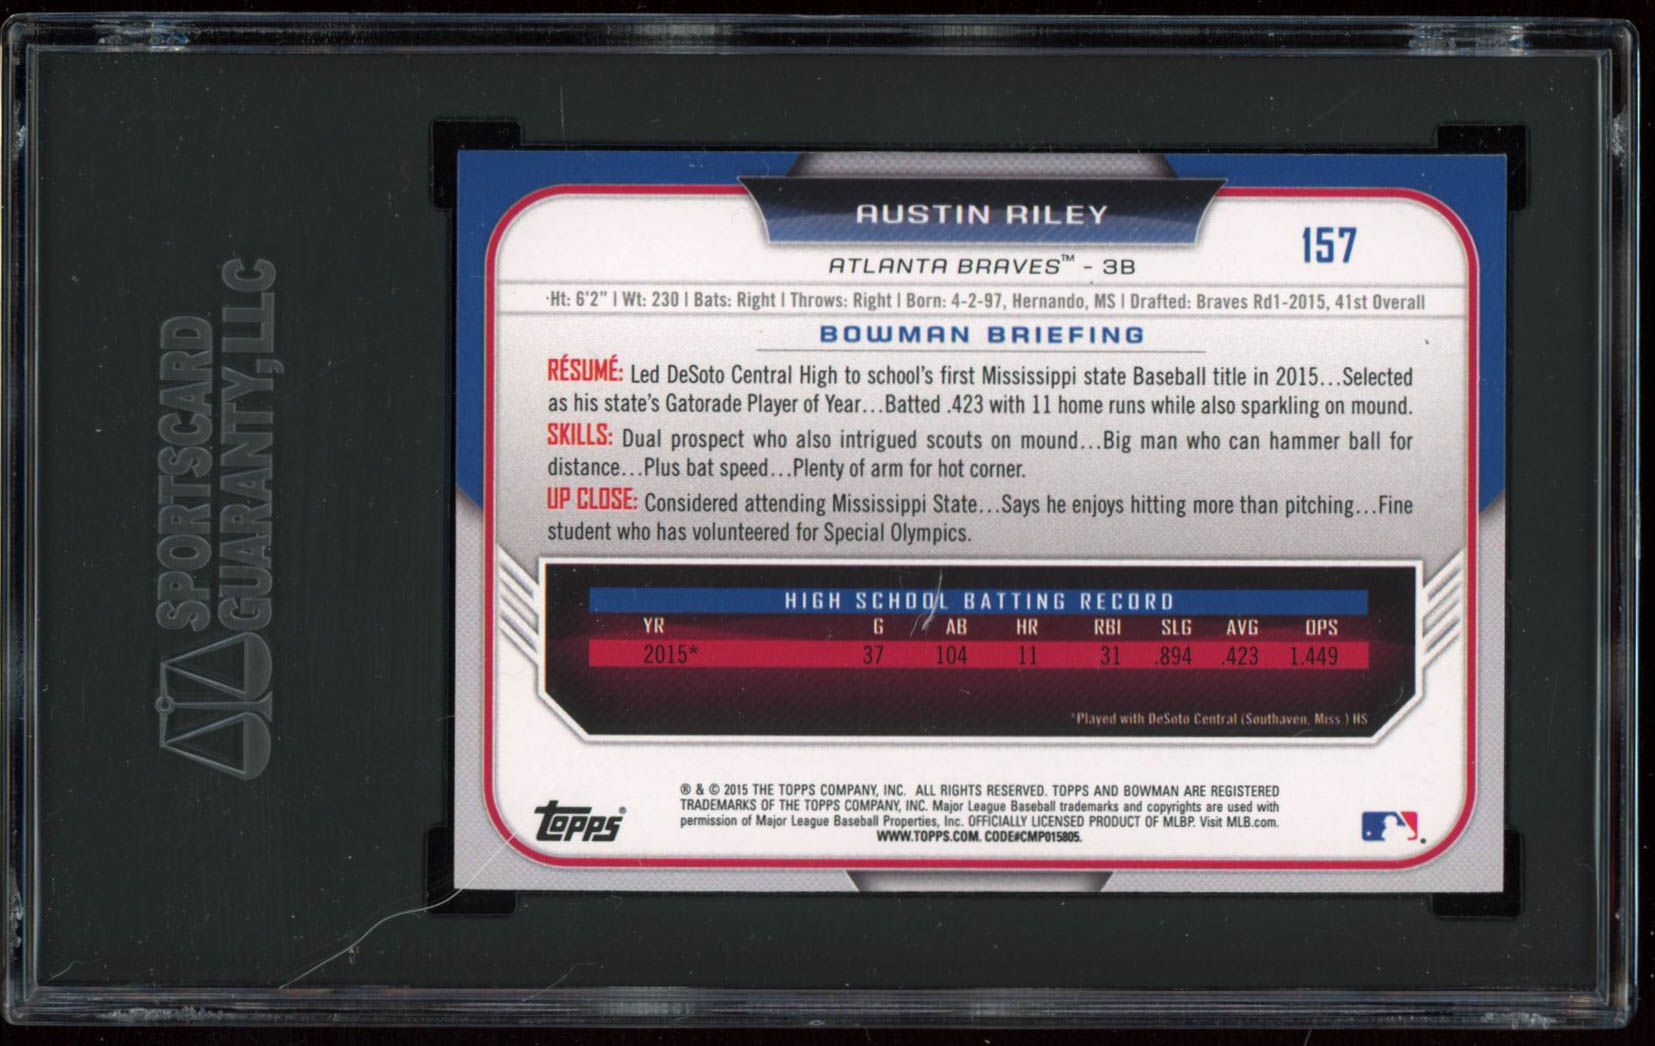 SPORTSCARD
GUARANTY, LLC
AUSTIN RILEY
157
ATLANTA BRAVES™ - 3B
·Ht: 6'2" | Wt: 230 | Bats: Right | Throws: Right | Born: 4-2-97, Hernando, MS | Drafted: Braves Rd1-2015, 41st Overall
BOWMAN BRIEFING
RÉSUMÉ: Led DeSoto Central High to school's first Mississippi state Baseball title in 2015...Selected
as his state's Gatorade Player of Year...Batted .423 with 11 home runs while also sparkling on mound.
SKILLS: Dual prospect who also intrigued scouts on mound...Big man who can hammer ball for
distance...Plus bat speed...Plenty of arm for hot corner.
UP CLOSE: Considered attending Mississippi State...Says he enjoys hitting more than pitching...Fine
student who has volunteered for Special Olympics.
HIGH SCHOOL BATTING RECORD
YR G AB HR RBI SLG AVG OPS
2015* 37 104 11 31 .894 .423 1.449
*Played with DeSoto Central (Southaven, Miss.) HS
® & © 2015 THE TOPPS COMPANY, INC. ALL RIGHTS RESERVED. TOPPS AND BOWMAN ARE REGISTERED
TRADEMARKS OF THE TOPPS COMPANY, INC. Major League Baseball trademarks and copyrights are used with
permission of Major League Baseball Properties, Inc. OFFICIALLY LICENSED PRODUCT OF MLBP. Visit MLB.com.
WWW.TOPPS.COM. CODE#CMP015805.
Topps®